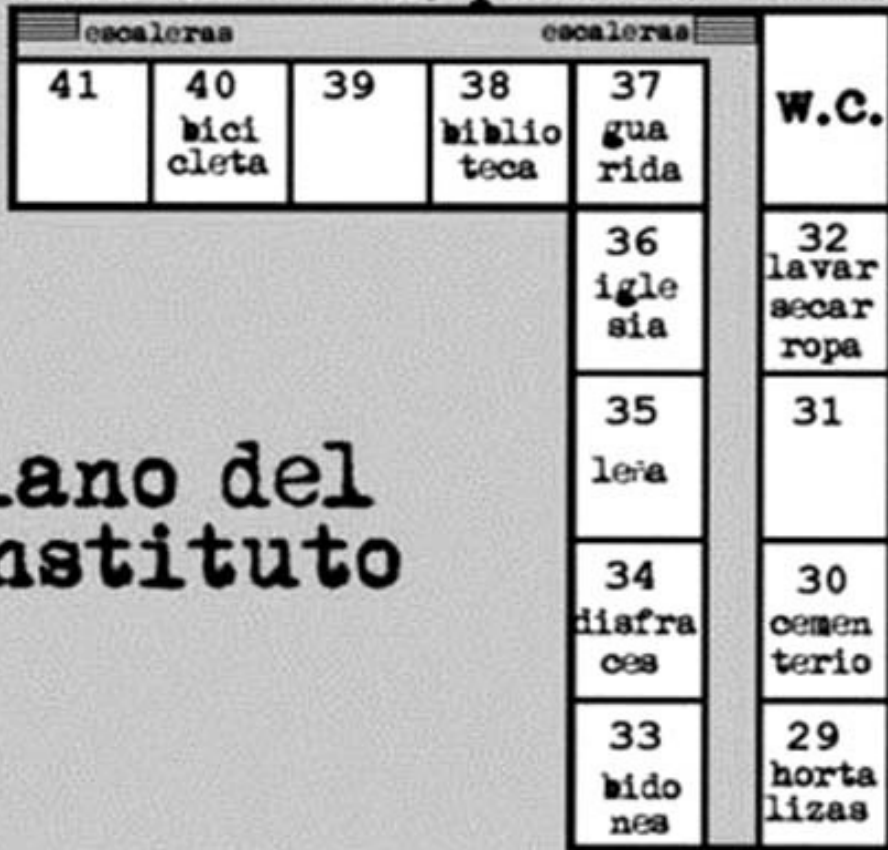 escaleras
escaleras
41
40
bici
cleta
39
38
biblio
teca
37
gua
rida
W.C.
36
igle
sia
32
lavar
secar
ropa
35
leña
31
lano del
nstituto
34
disfra
ces
30
cemen
terio
33
bido
nes
29
horta
lizas